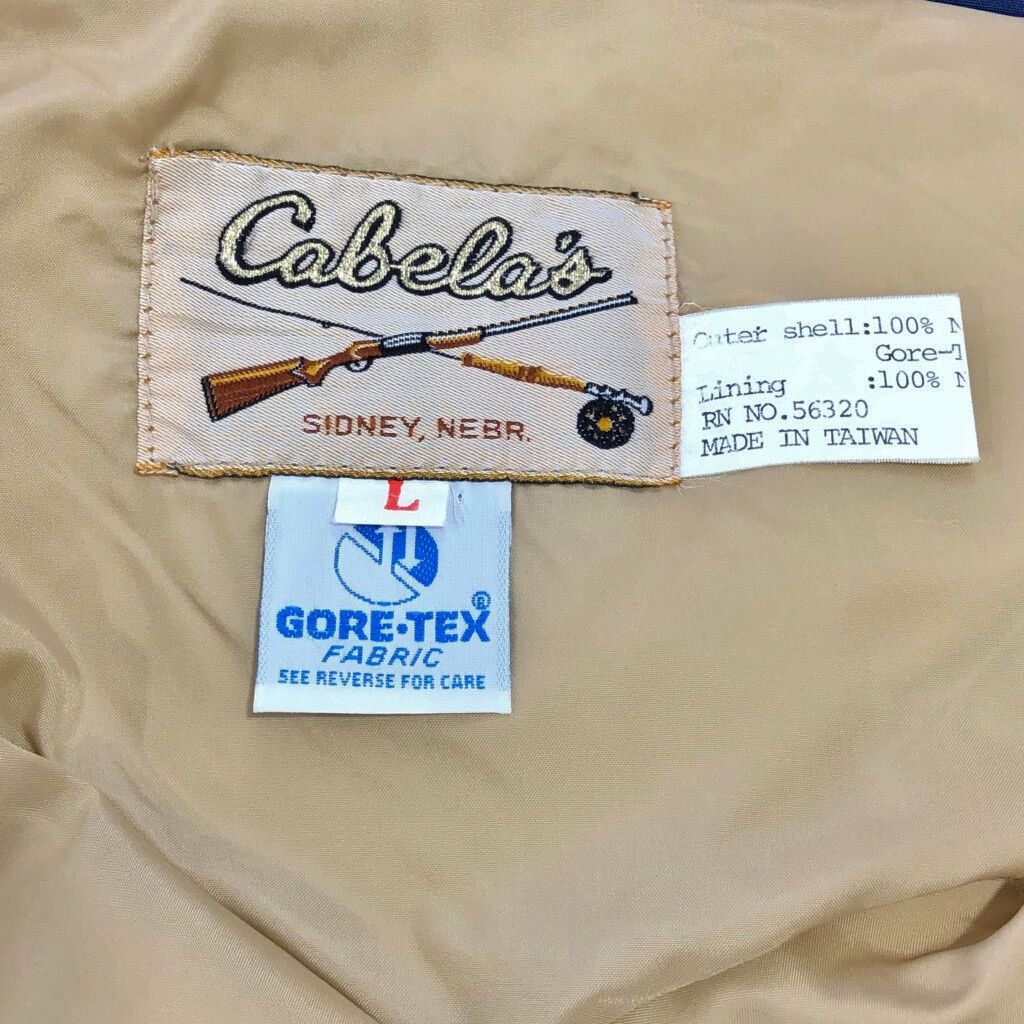 Cabela's
SIDNEY, NEBR.
Outer shell:100%
Lining :100%
RN NO.56320
MADE IN TAIWAN
L
GORE-TEX®
FABRIC
SEE REVERSE FOR CARE